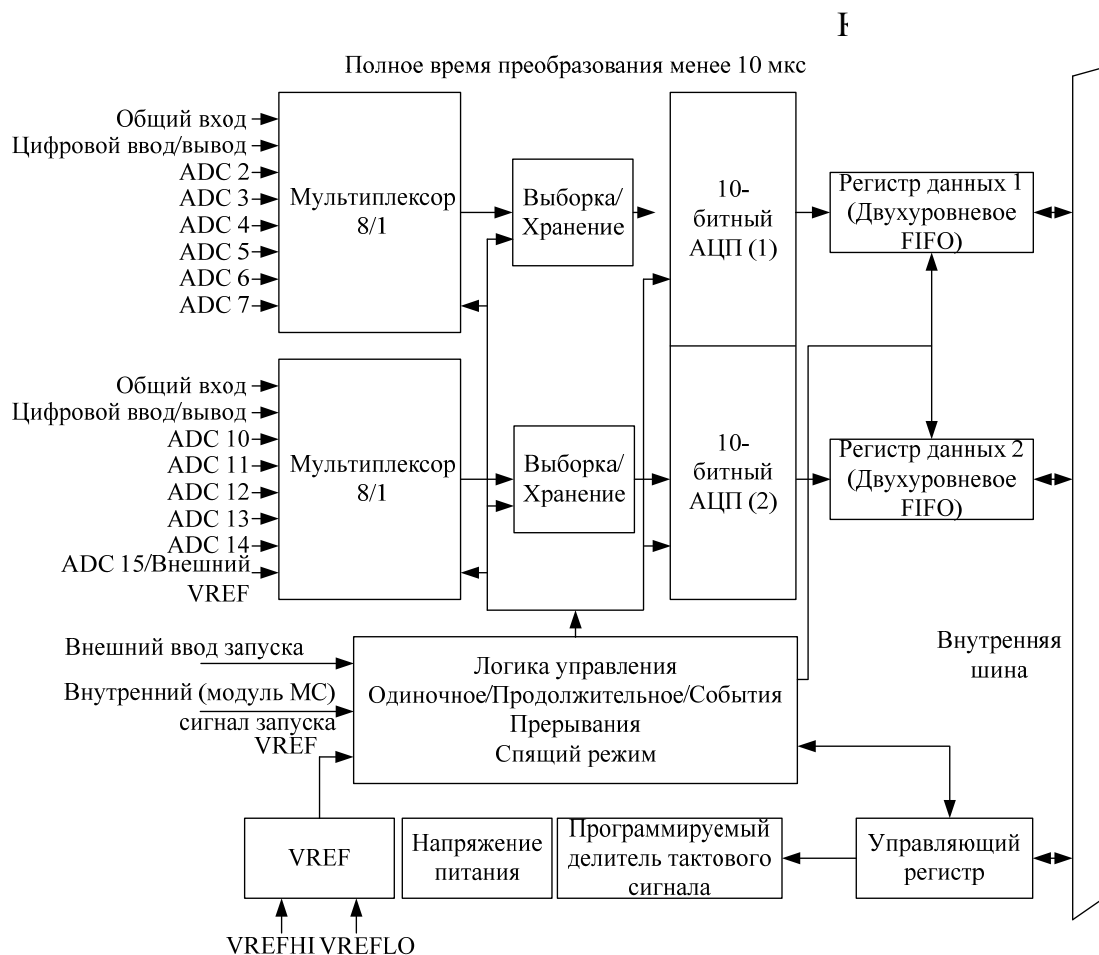 Полное время преобразования менее 10 мкс
Общий вход
Цифровой ввод/вывод
ADC 2
ADC 3
ADC 4
ADC 5
ADC 6
ADC 7
Мультиплексор
8/1
Выборка/
Хранение
10-
битный
АЦП (1)
Регистр данных 1
(Двухуровневое
FIFO)
Общий вход
Цифровой ввод/вывод
ADC 10
ADC 11
ADC 12
ADC 13
ADC 14
ADC 15/Внешний
VREF
Мультиплексор
8/1
Выборка/
Хранение
10-
битный
АЦП (2)
Регистр данных 2
(Двухуровневое
FIFO)
Внутренняя
шина
Внешний ввод запуска
Внутренний (модуль МС)
сигнал запуска
VREF
Логика управления
Одиночное/Продолжительное/События
Прерывания
Спящий режим
VREF
Напряжение
питания
Программируемый
делитель тактового
сигнала
Управляющий
регистр
VREFHI
VREFLO